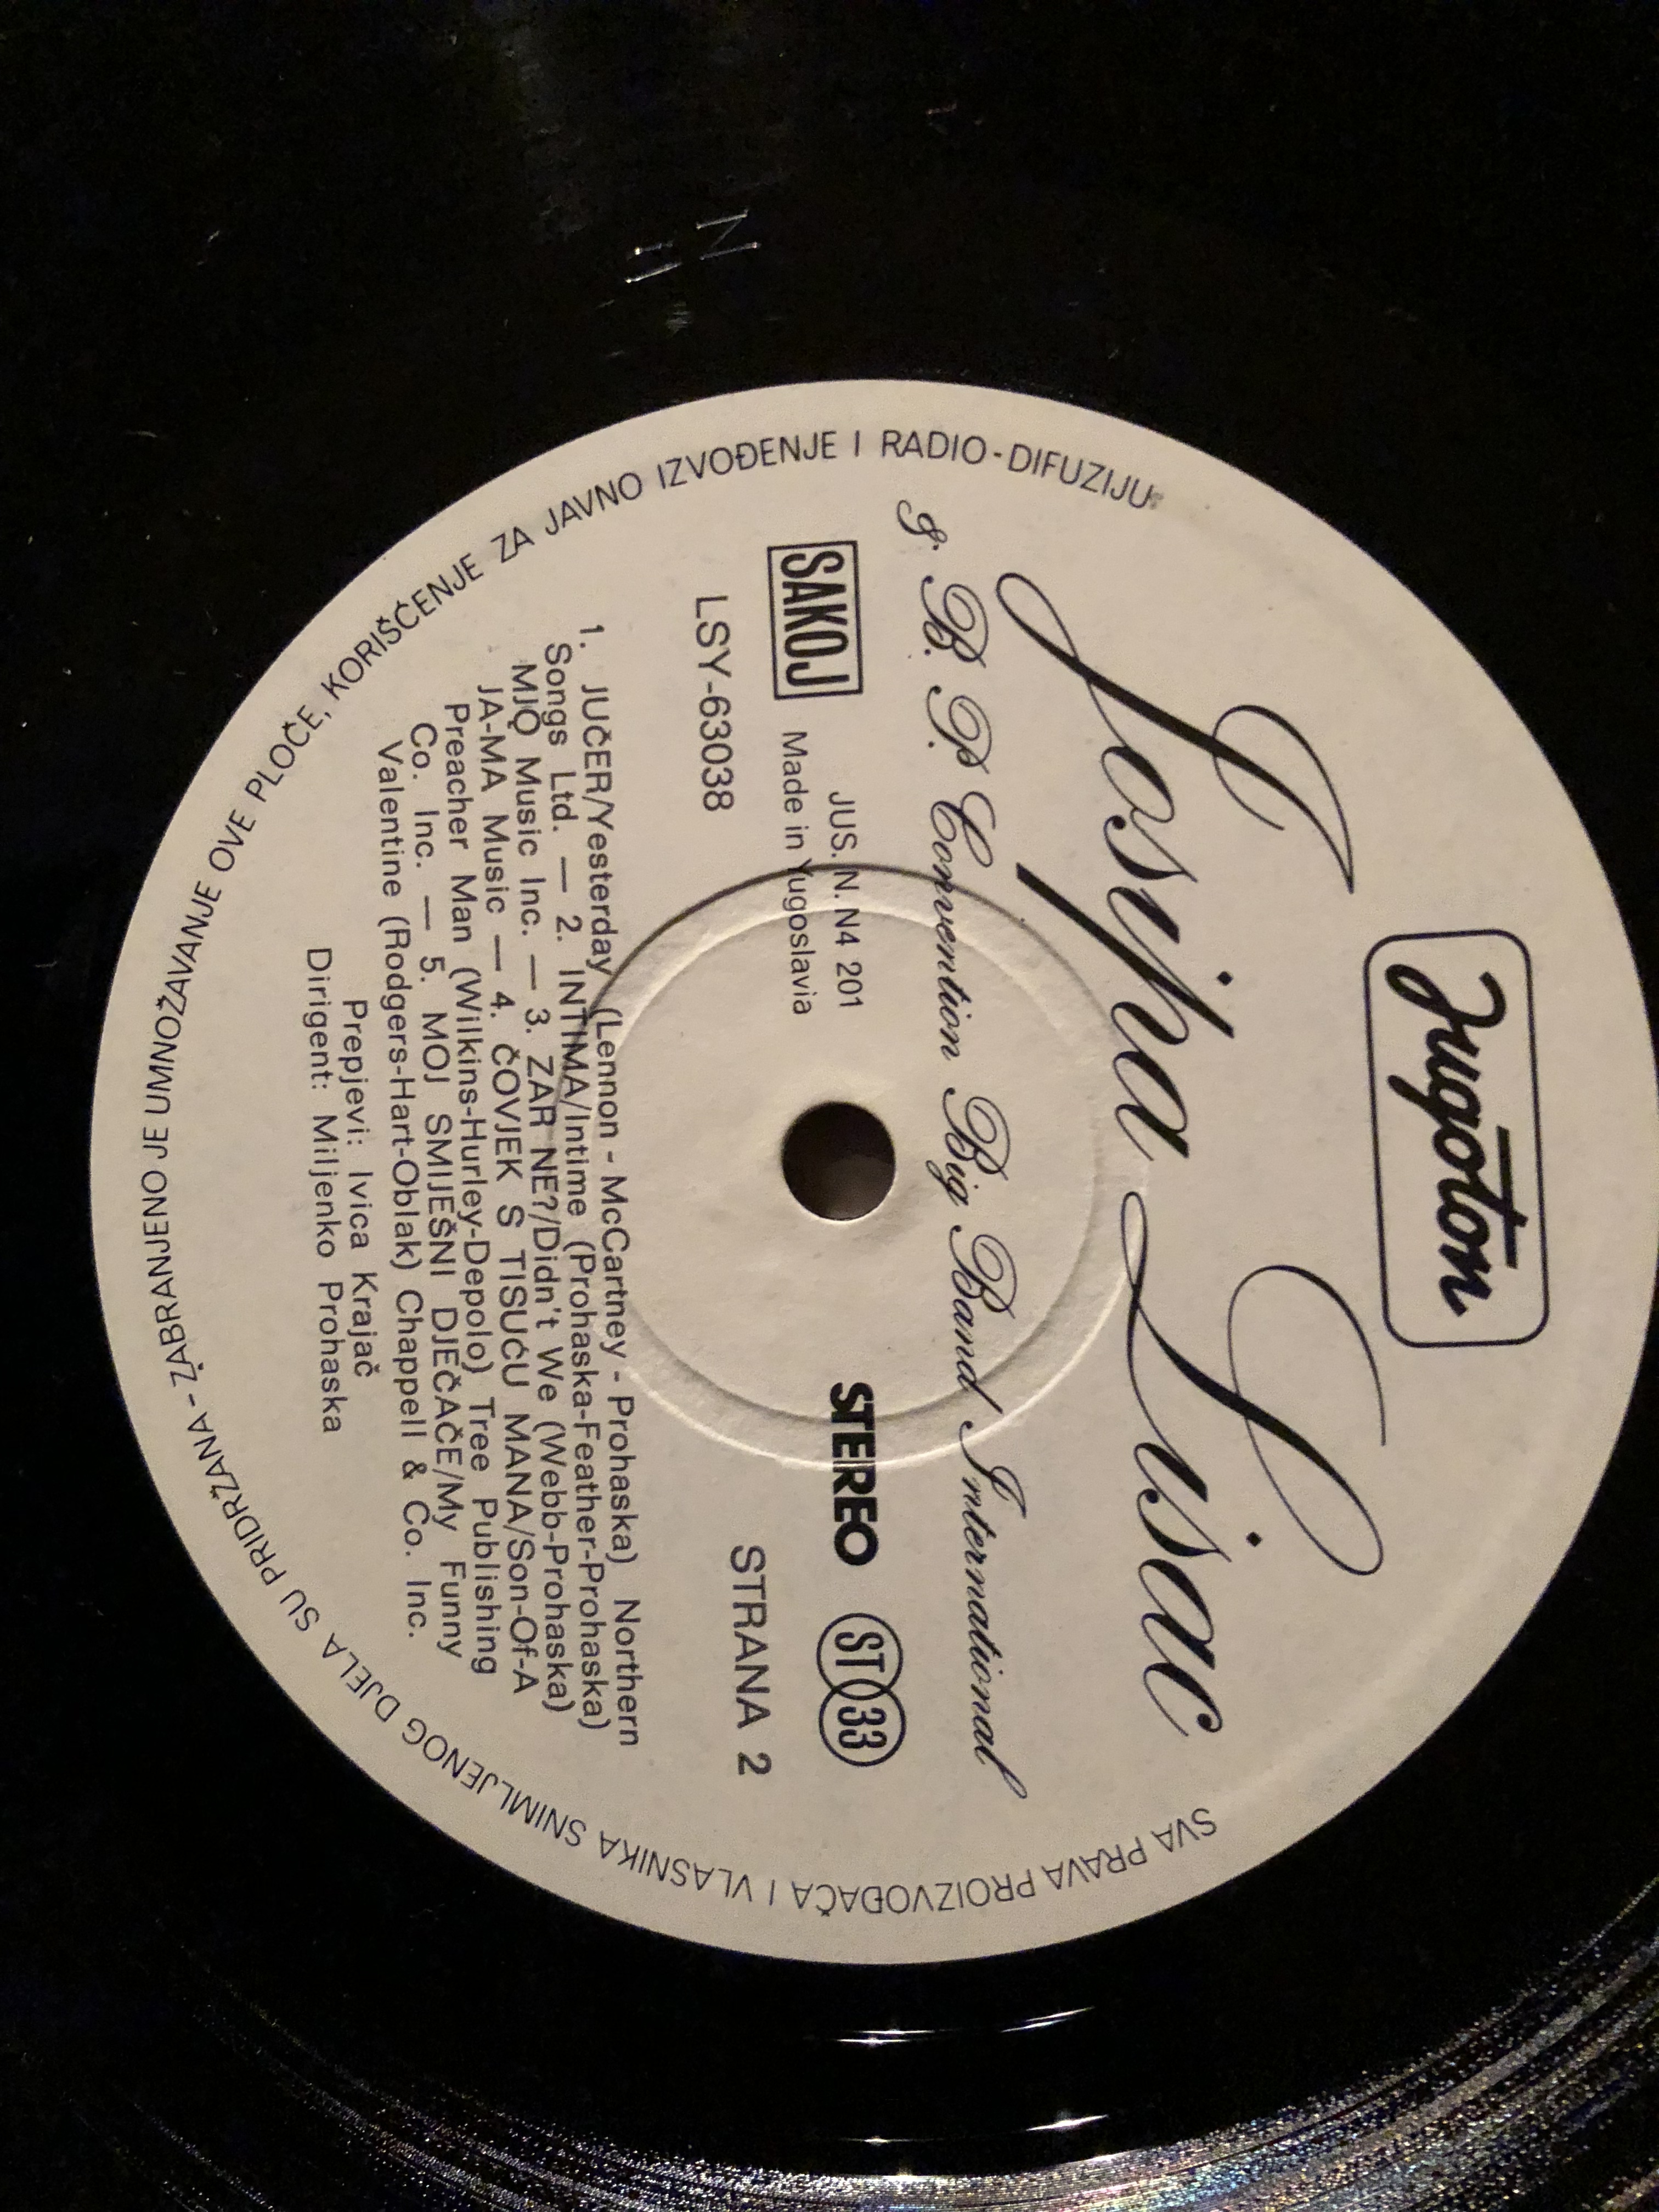 Jugoton
Josipa Lisac
& B. P. Convention Big Band International
JUS. N. N4 201
SAKOJ
Made in Yugoslavia
STEREO
ST 33
LSY-63038
STRANA 2
1. JUČER/Yesterday (Lennon - McCartney - Prohaska) Northern
Songs Ltd. — 2. INTIMA/Intime (Prohaska-Feather-Prohaska)
MJQ Music Inc. — 3. ZAR NE?/Didn't We (Webb-Prohaska)
JA-MA Music — 4. ČOVJEK S TISUĆU MANA/Son-Of-A
Preacher Man (Wilkins-Hurley-Depolo) Tree Publishing
Co. Inc. — 5. MOJ SMIJEŠNI DJEČAČE/My Funny
Valentine (Rodgers-Hart-Oblak) Chappell & Co. Inc.
Prepjevi: Ivica Krajač
Dirigent: Miljenko Prohaska
SVA PRAVA PROIZVOĐAČA I VLASNIKA SNIMLJENOG DJELA SU PRIDRŽANA - ZABRANJENO JE UMNOŽAVANJE OVE PLOČE, KORIŠĆENJE ZA JAVNO IZVOĐENJE I RADIO-DIFUZIJU